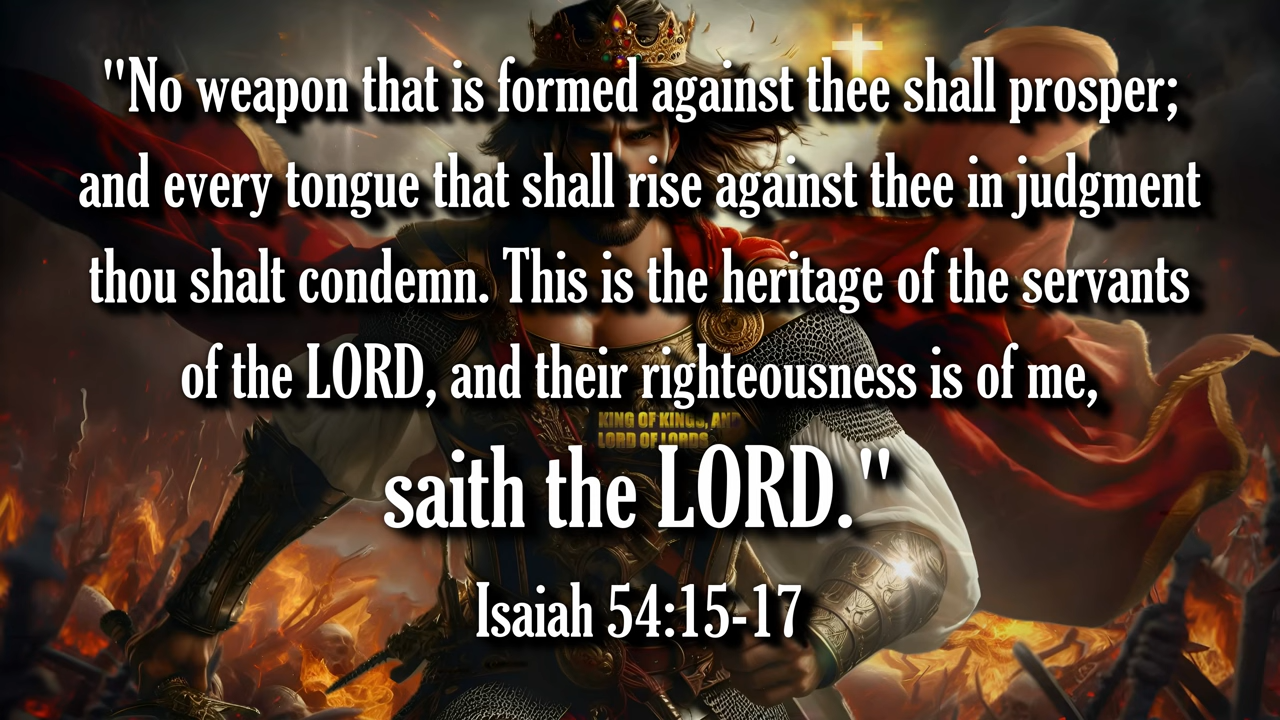 "No weapon that is formed against thee shall prosper;
and every tongue that shall rise against thee in judgment
thou shalt condemn. This is the heritage of the servants
of the LORD, and their righteousness is of me,
KING OF KINGS, AND
LORD OF LORDS
saith the LORD."
Isaiah 54:15-17